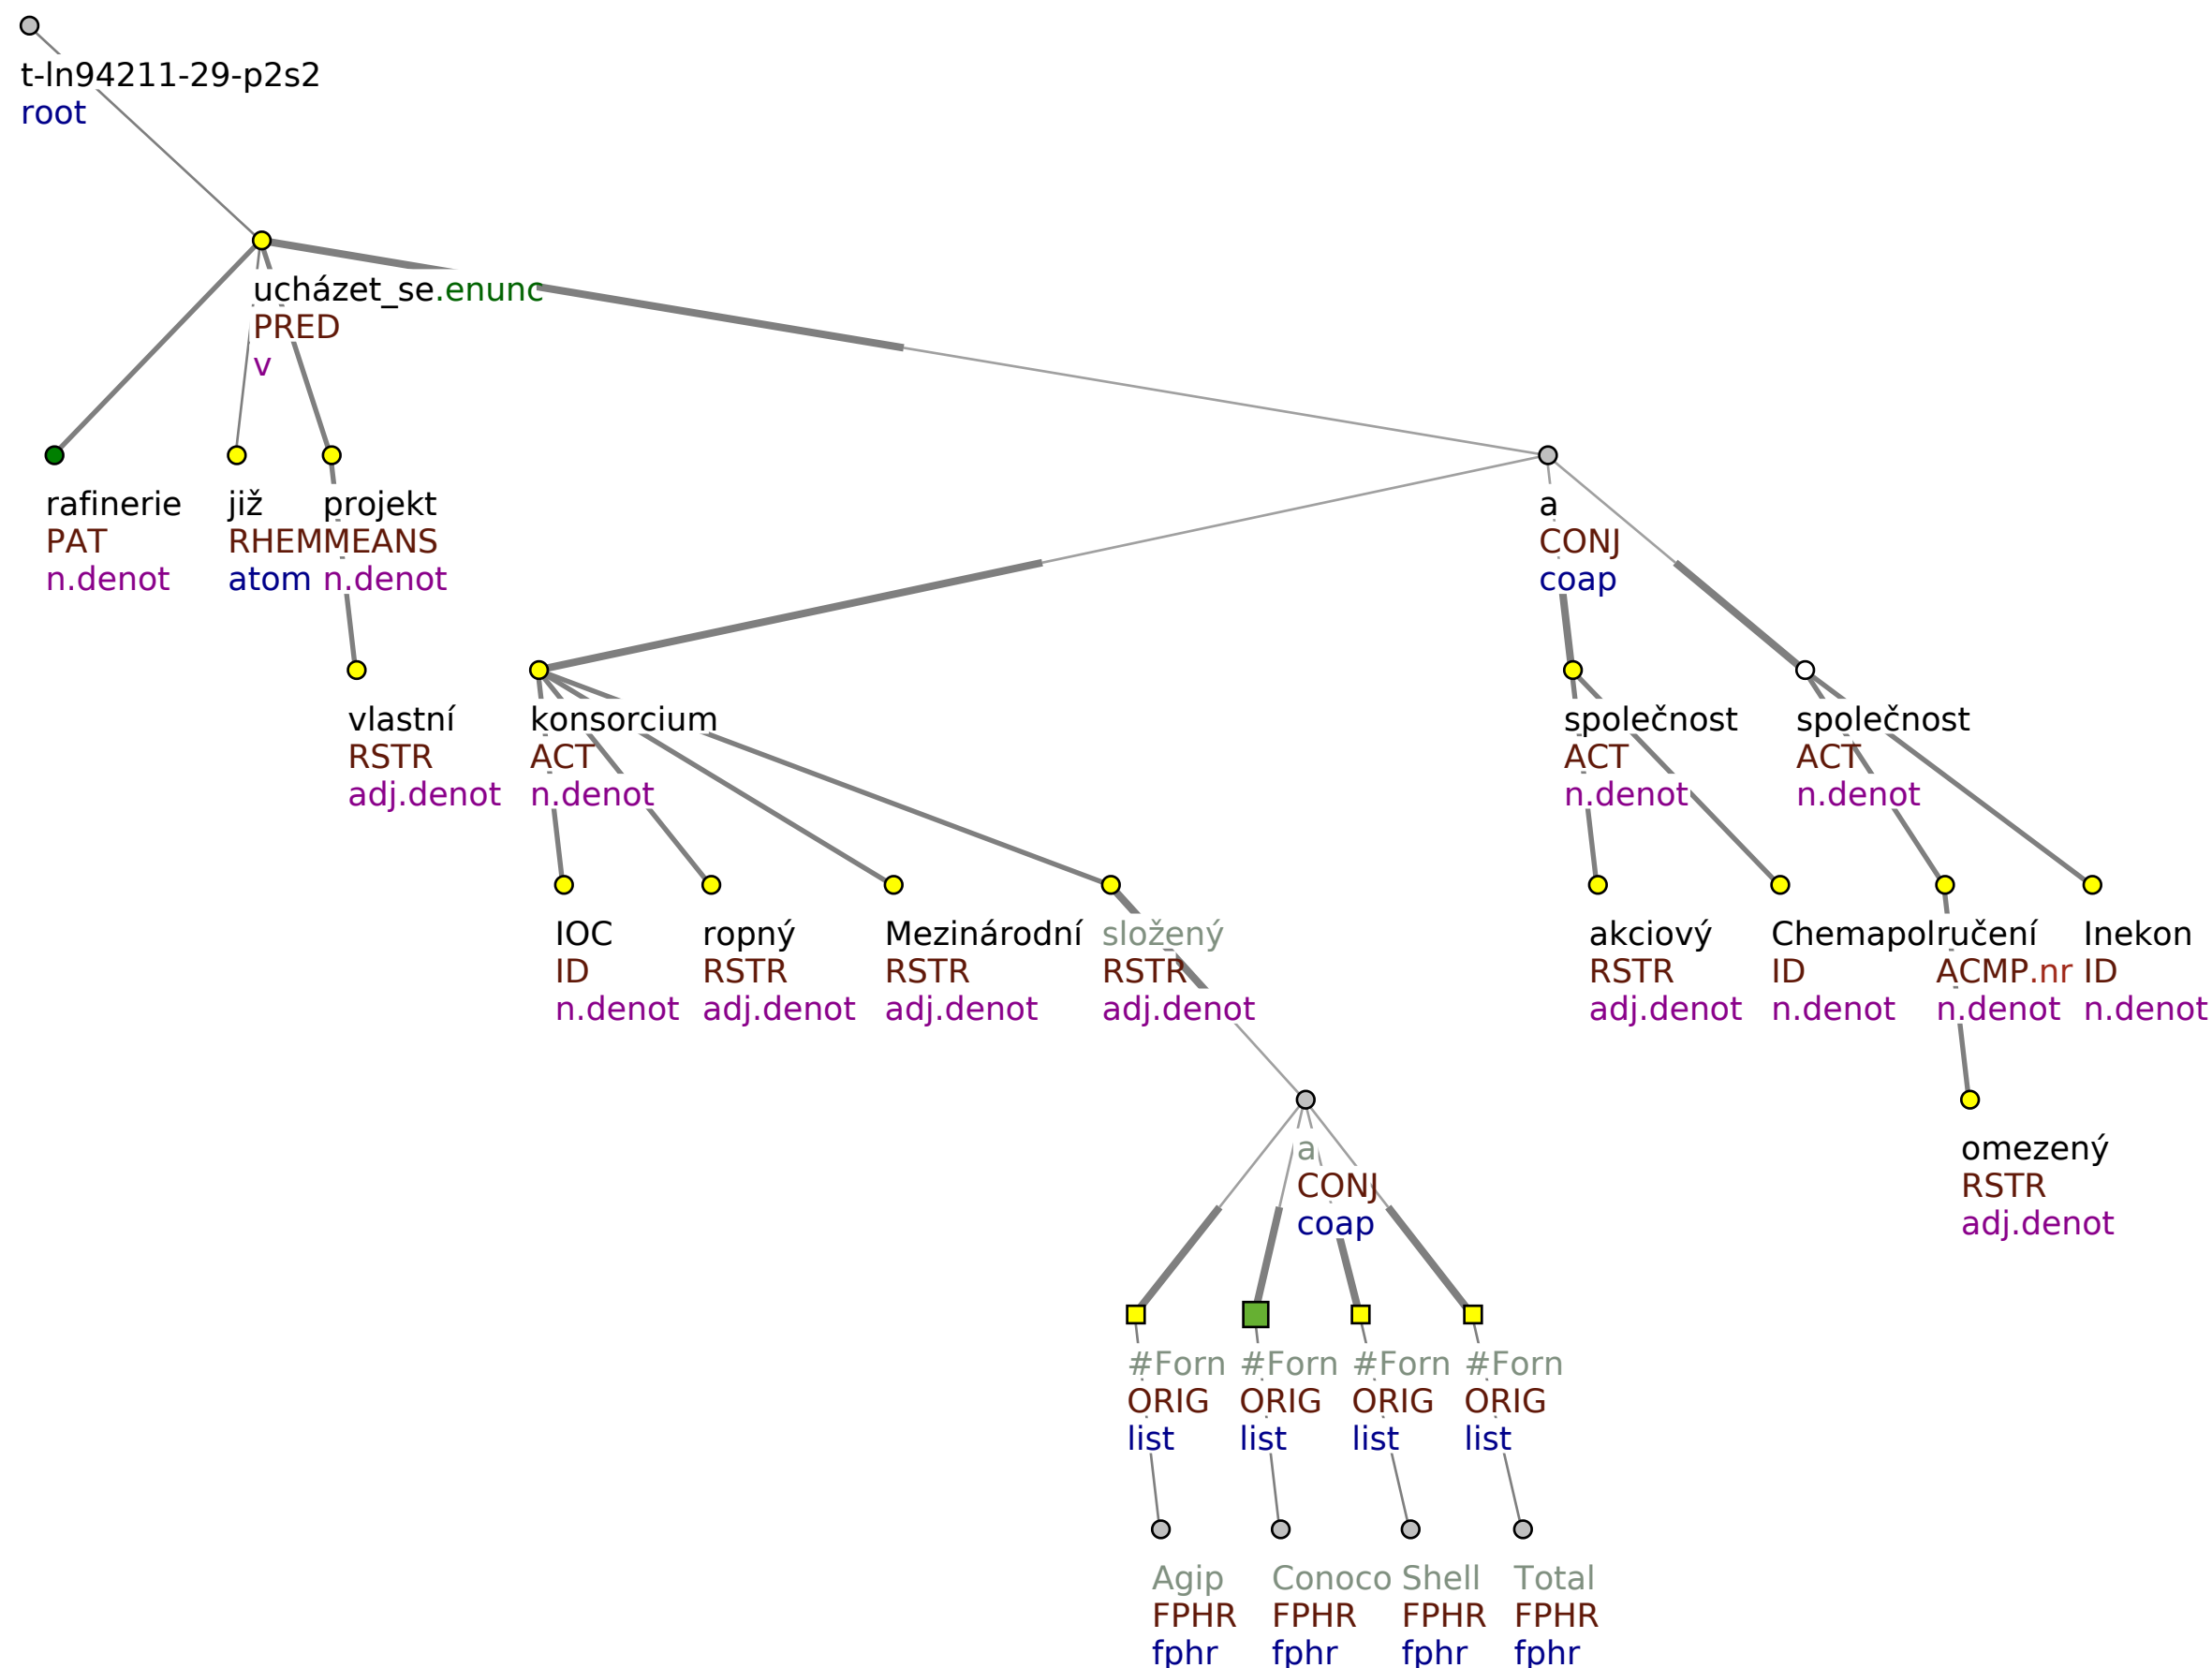 t-ln94211-29-p2s2
root
ucházet_se.enunc
PRED
v
rafinerie již projekt a
PAT RHEM MEANS CONJ
n.denot atom n.denot coap
vlastní konsorcium společnost společnost
RSTR ACT ACT ACT
adj.denot n.denot n.denot n.denot
IOC ropný Mezinárodní složený akciový Chemapol ručení Inekon
ID RSTR RSTR RSTR RSTR ID ACMP.nr ID
n.denot adj.denot adj.denot adj.denot adj.denot n.denot n.denot n.denot
a omezený
CONJ RSTR
coap adj.denot
#Forn #Forn #Forn #Forn
ORIG ORIG ORIG ORIG
list list list list
Agip Conoco Shell Total
FPHR FPHR FPHR FPHR
fphr fphr fphr fphr